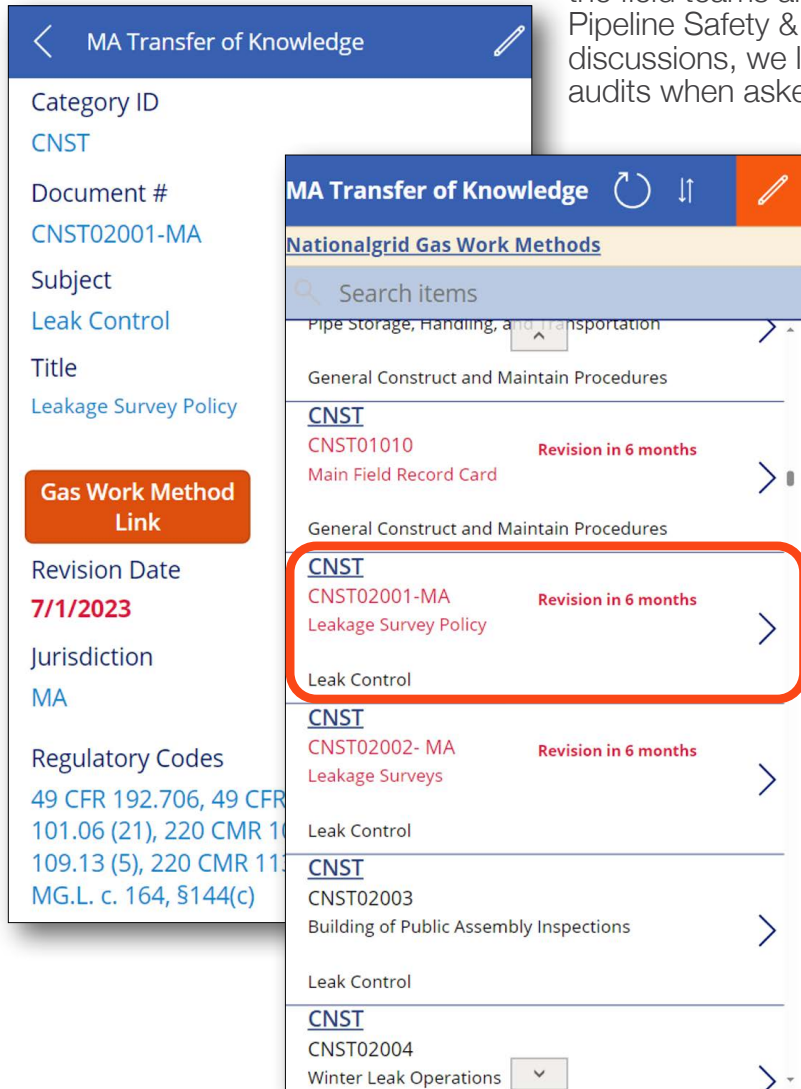 the field teams a
Pipeline Safety &
discussions, we l
audits when aske
MA Transfer of Knowledge
Category ID
CNST
Document #
CNST02001-MA
Subject
Leak Control
Title
Leakage Survey Policy
Gas Work Method
Link
Revision Date
7/1/2023
Jurisdiction
MA
Regulatory Codes
49 CFR 192.706, 49 CFR
101.06 (21), 220 CMR 1
109.13 (5), 220 CMR 11
MG.L. c. 164, §144(c)
MA Transfer of Knowledge
Nationalgrid Gas Work Methods
Search items
Pipe Storage, Handling, and Transportation
General Construct and Maintain Procedures
CNST
CNST01010
Revision in 6 months
Main Field Record Card
General Construct and Maintain Procedures
CNST
CNST02001-MA
Revision in 6 months
Leakage Survey Policy
Leak Control
CNST
CNST02002- MA
Revision in 6 months
Leakage Surveys
Leak Control
CNST
CNST02003
Building of Public Assembly Inspections
Leak Control
CNST
CNST02004
Winter Leak Operations